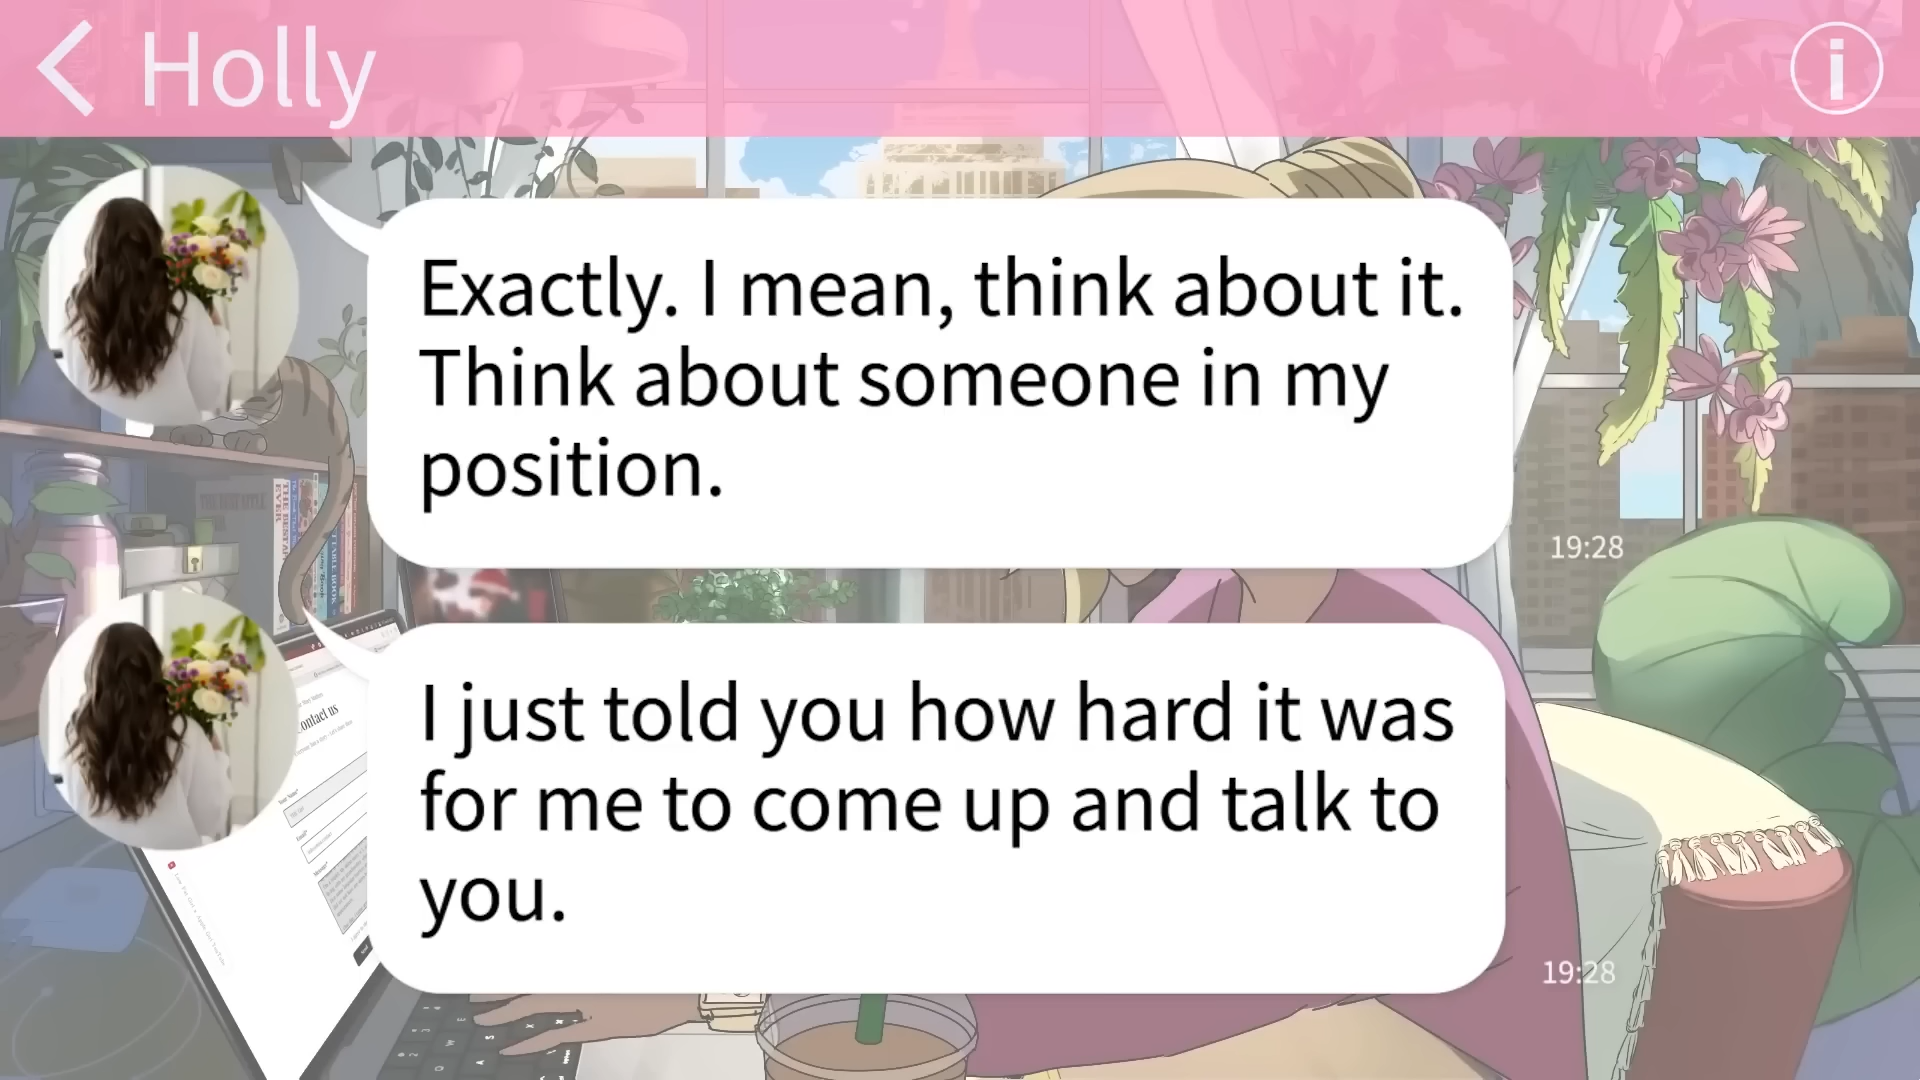 Holly
Exactly. I mean, think about it.
Think about someone in my
position.
19:28
I just told you how hard it was
for me to come up and talk to
you.
19:28